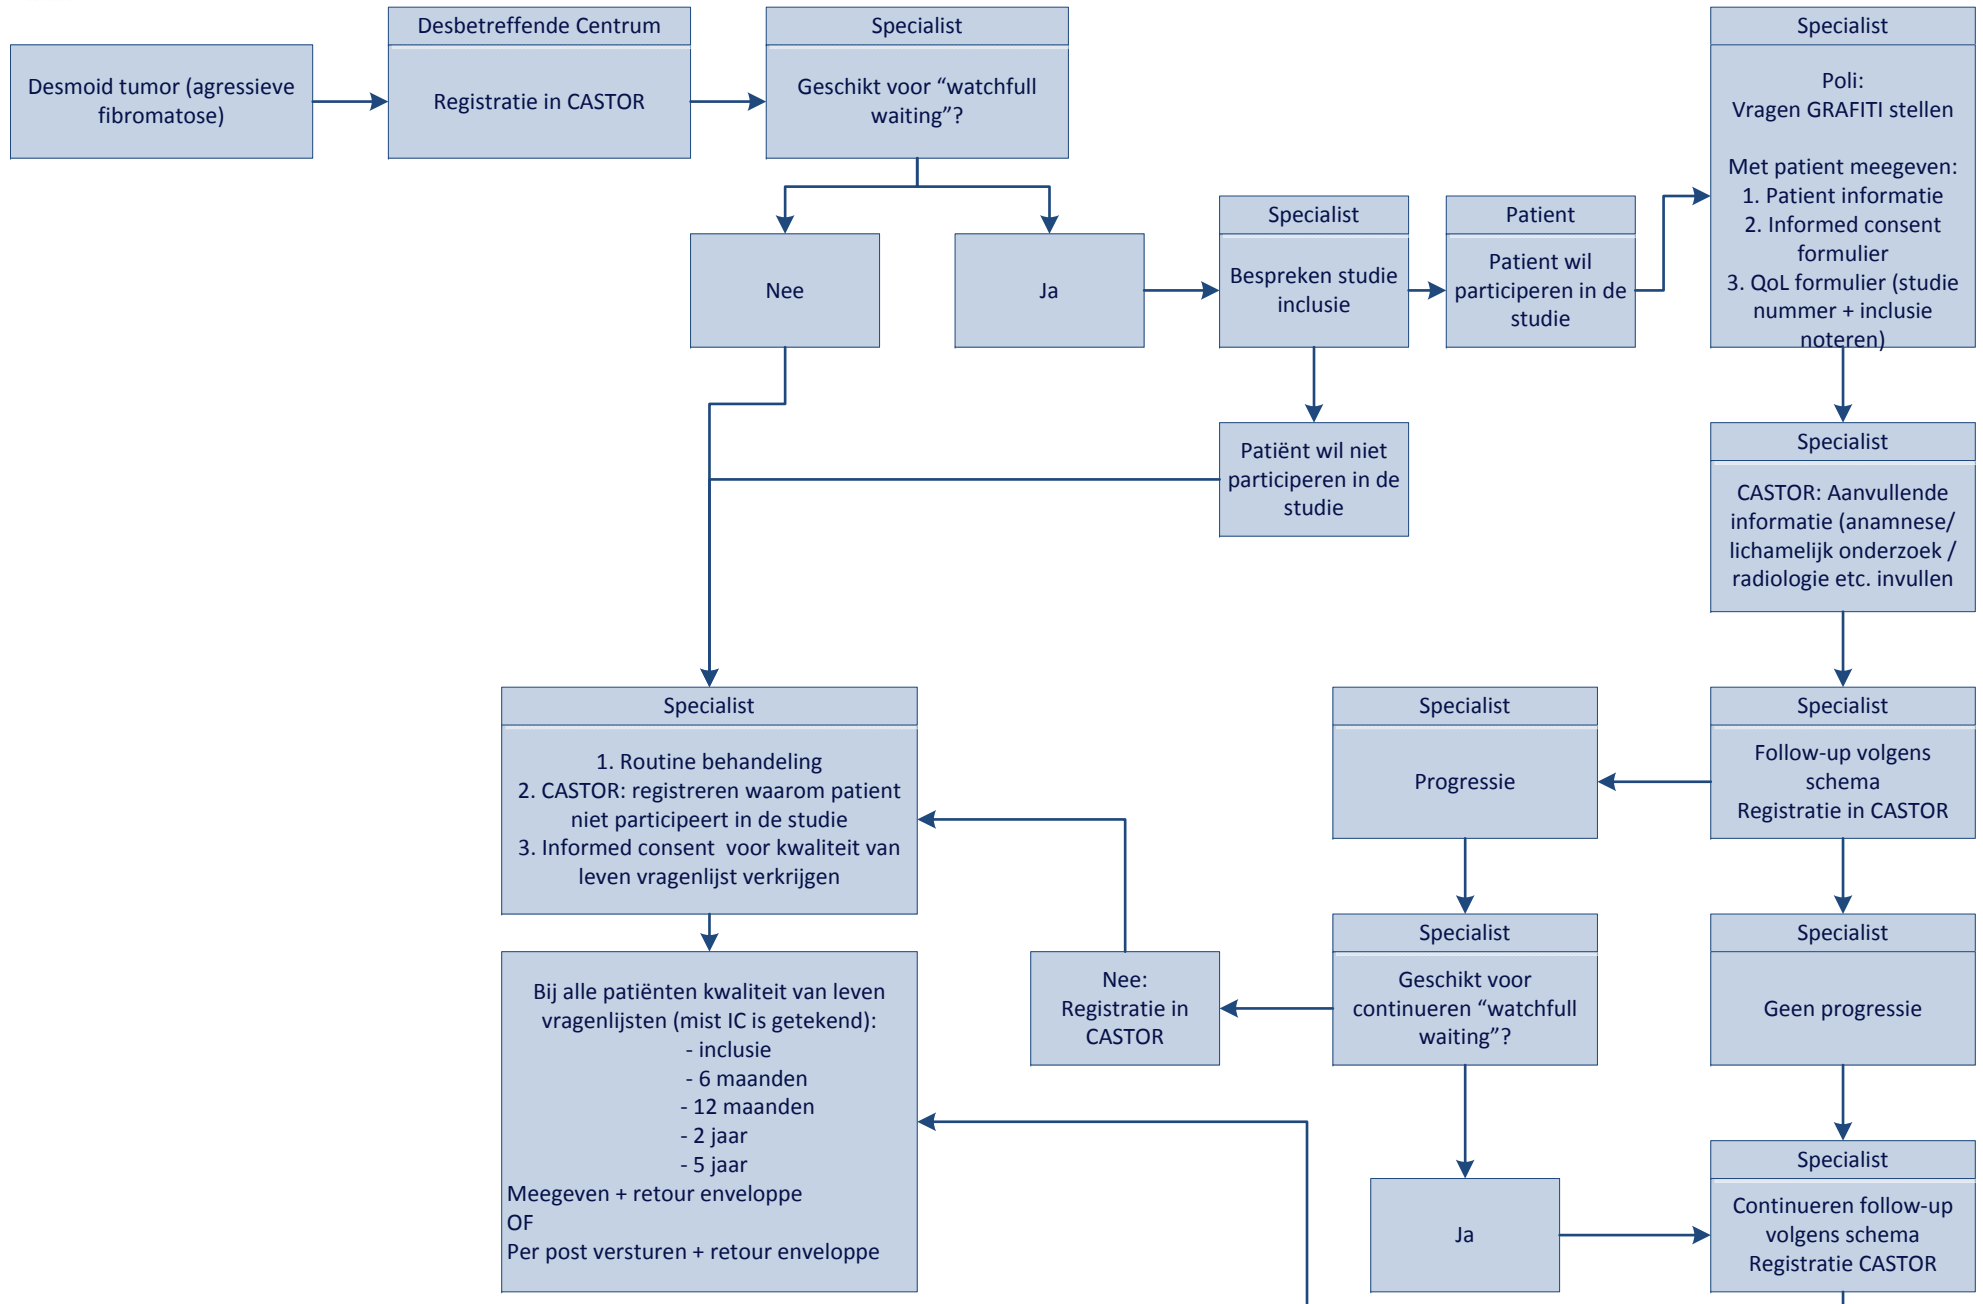 Desmoid tumor (agressieve
fibromatose)
Desbetreffende Centrum
Registratie in CASTOR
Specialist
Geschikt voor “watchfull
waiting”?
Nee
Ja
Specialist
Bespreken studie
inclusie
Patient
Patient wil
participeren in de
studie
Specialist
Poli:
Vragen GRAFITI stellen
Met patient meegeven:
1. Patient informatie
2. Informed consent
formulier
3. QoL formulier (studie
nummer + inclusie
noteren)
Patiënt wil niet
participeren in de
studie
Specialist
CASTOR: Aanvullende
informatie (anamnese/
lichamelijk onderzoek /
radiologie etc. invullen
Specialist
1. Routine behandeling
2. CASTOR: registreren waarom patient
niet participeert in de studie
3. Informed consent  voor kwaliteit van
leven vragenlijst verkrijgen
Specialist
Progressie
Specialist
Follow-up volgens
schema
Registratie in CASTOR
Bij alle patiënten kwaliteit van leven
vragenlijsten (mist IC is getekend):
- inclusie
- 6 maanden
- 12 maanden
- 2 jaar
- 5 jaar
Meegeven + retour enveloppe
OF
Per post versturen + retour enveloppe
Nee:
Registratie in
CASTOR
Specialist
Geschikt voor
continueren “watchfull
waiting”?
Specialist
Geen progressie
Ja
Specialist
Continueren follow-up
volgens schema
Registratie CASTOR